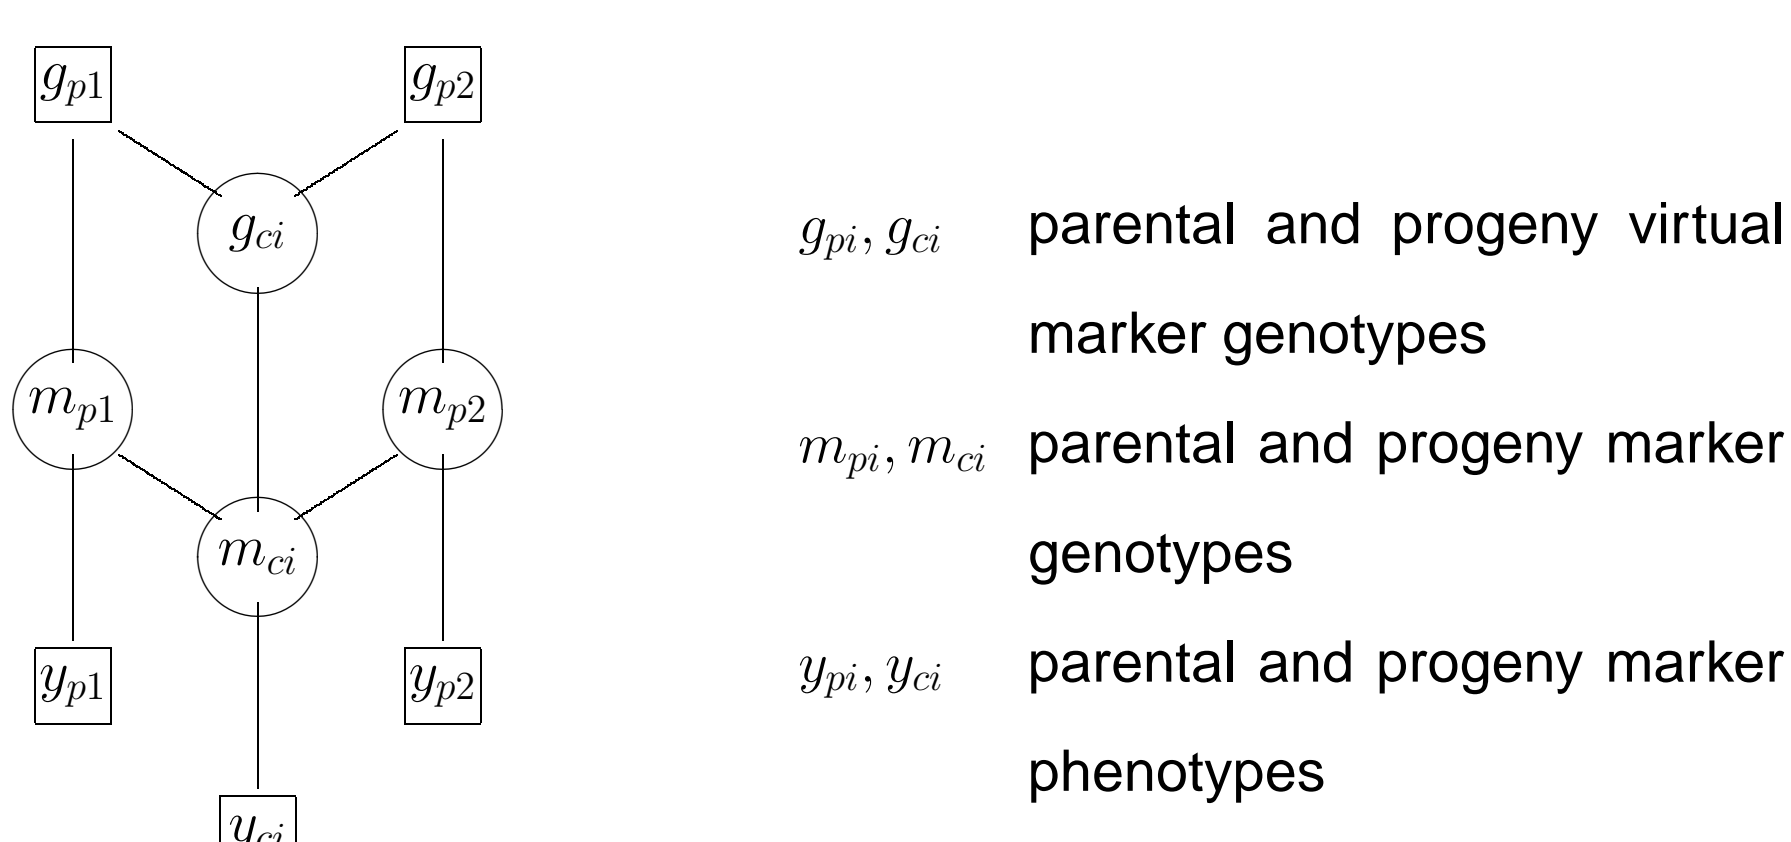 g_{p1} g_{p2}
g_{ci}
m_{p1} m_{p2}
m_{ci}
y_{p1} y_{p2}
y_{ci}
g_{pi}, g_{ci} parental and progeny virtual
marker genotypes
m_{pi}, m_{ci} parental and progeny marker
genotypes
y_{pi}, y_{ci} parental and progeny marker
phenotypes